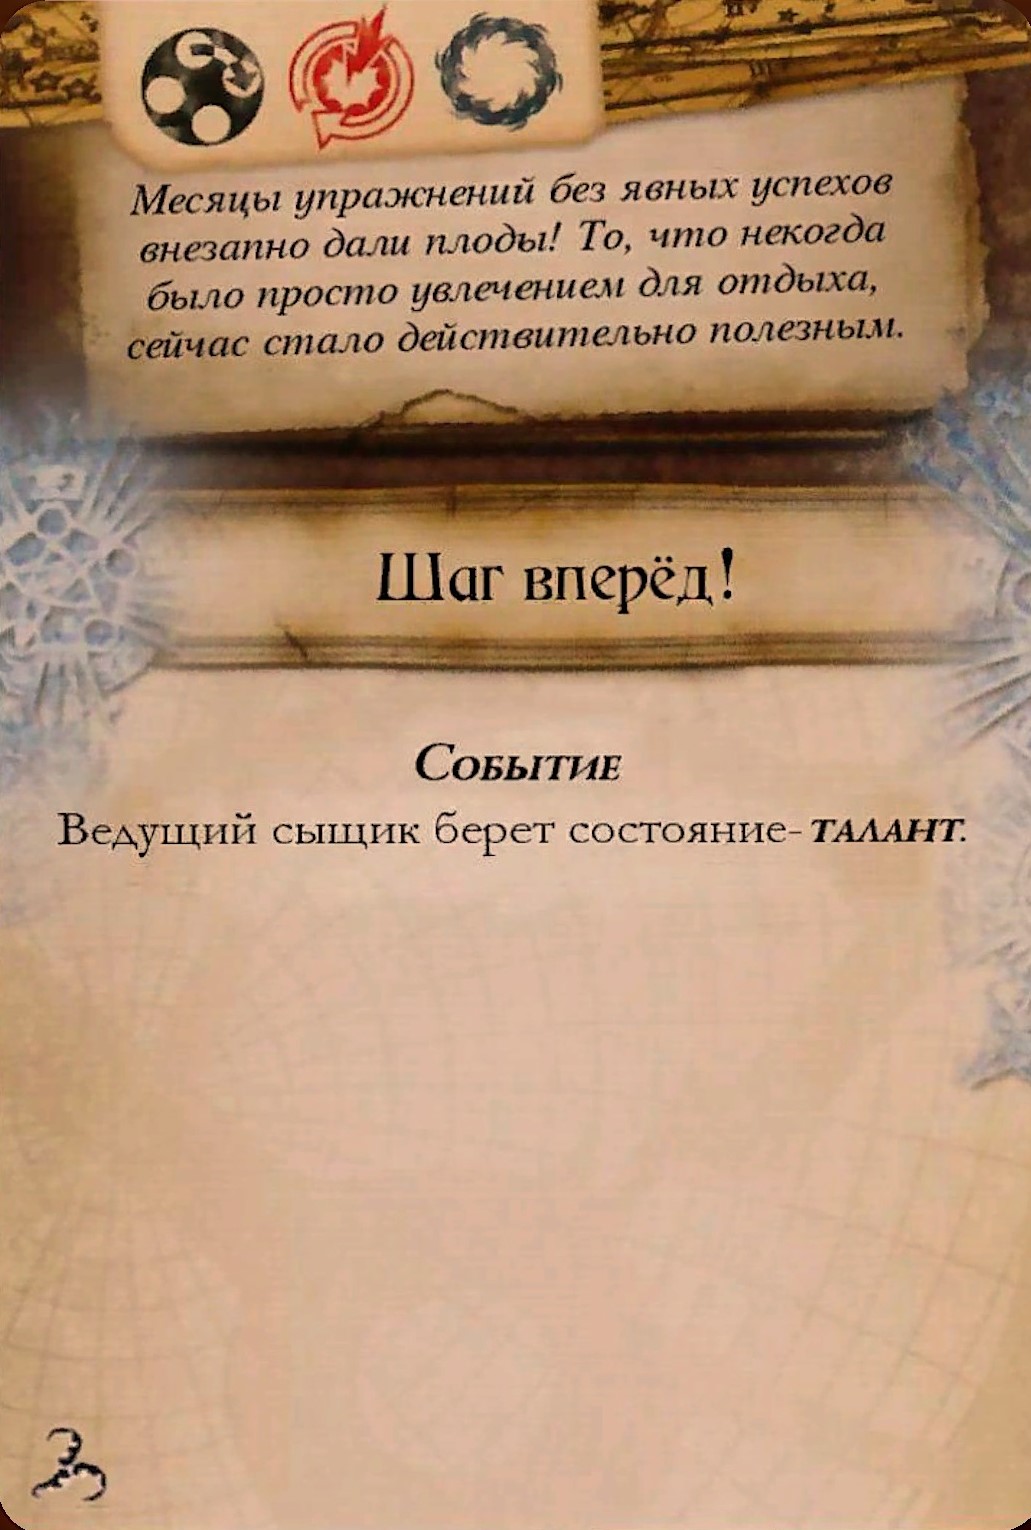 Месяцы упражнений без явных успехов
внезапно дали плоды! То, что некогда
было просто увлечением для отдыха,
сейчас стало действительно полезным.
Шаг вперёд!
Событие
Ведущий сыщик берет состояние- ТАЛАНТ.